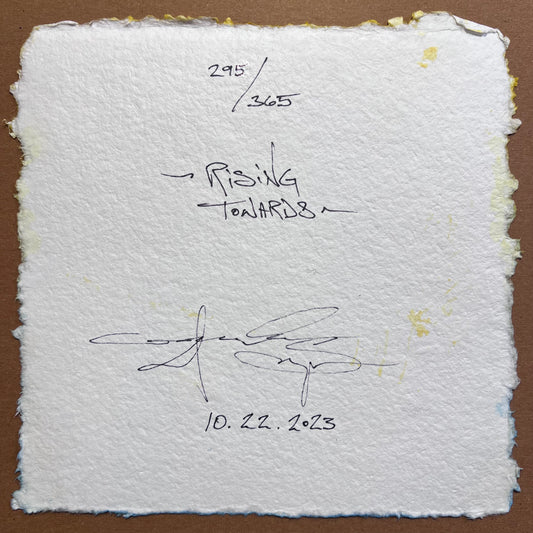 295/365
~ RISING
TOWARDS ~
10.22.2023